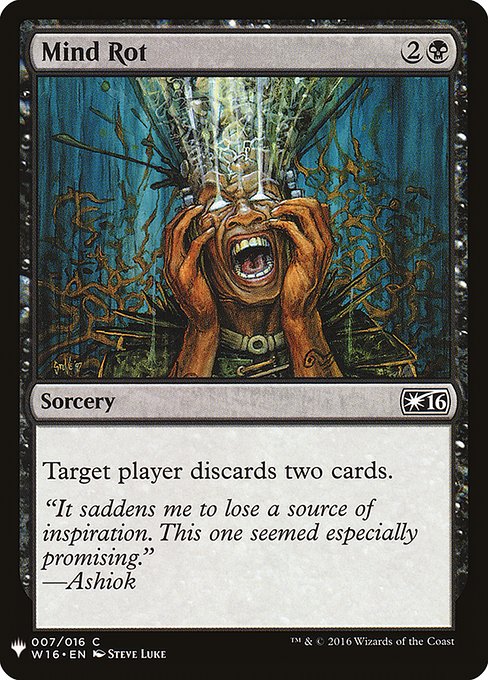 Mind Rot 2
Sorcery 16
Target player discards two cards.
“It saddens me to lose a source of
inspiration. This one seemed especially
promising.”
—Ashiok
007/016 C
W16 • EN Steve Luke
™ & © 2016 Wizards of the Coast